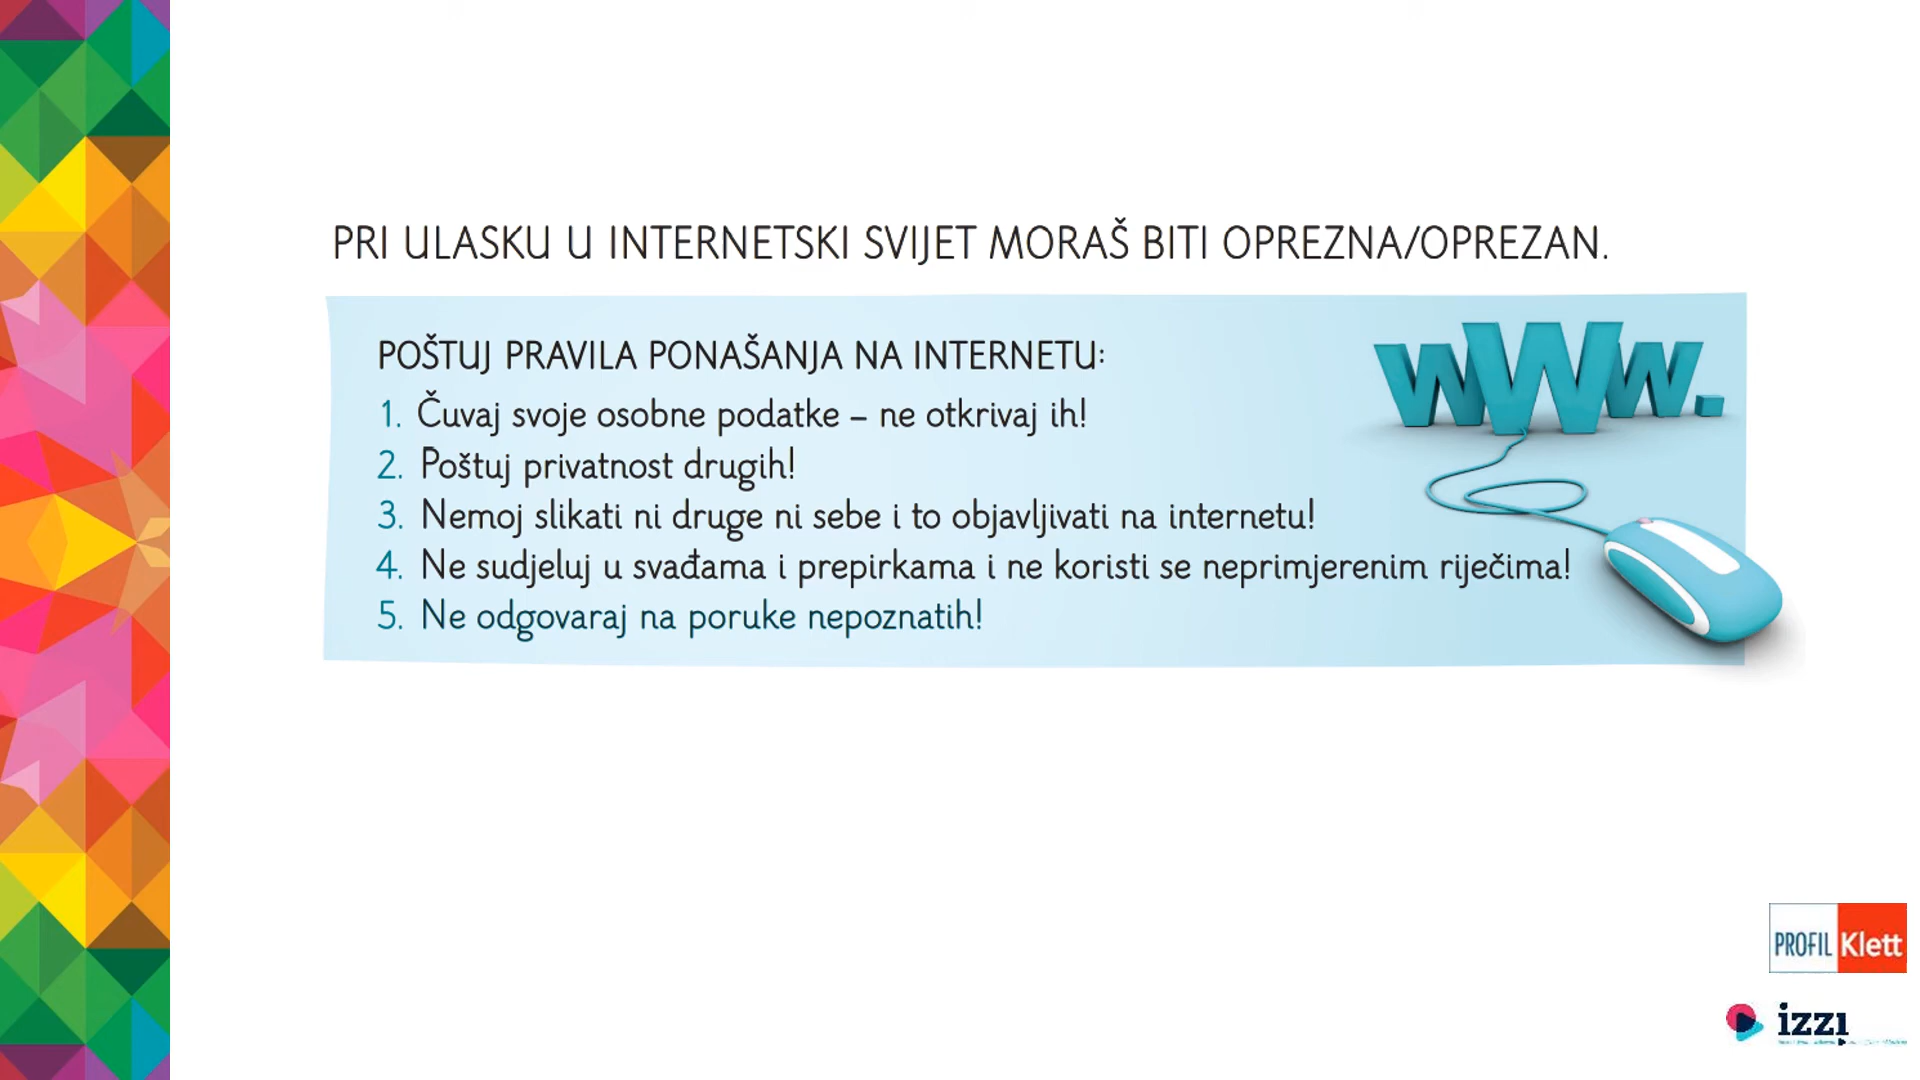 PRI ULASKU U INTERNETSKI SVIJET MORAŠ BITI OPREZNA/OPREZAN.
POŠTUJ PRAVILA PONAŠANJA NA INTERNETU:
1. Čuvaj svoje osobne podatke – ne otkrivaj ih!
2. Poštuj privatnost drugih!
3. Nemoj slikati ni druge ni sebe i to objavljivati na internetu!
4. Ne sudjeluj u svađama i prepirkama i ne koristi se neprimjerenim riječima!
5. Ne odgovaraj na poruke nepoznatih!
www.
PROFIL Klett
izzi